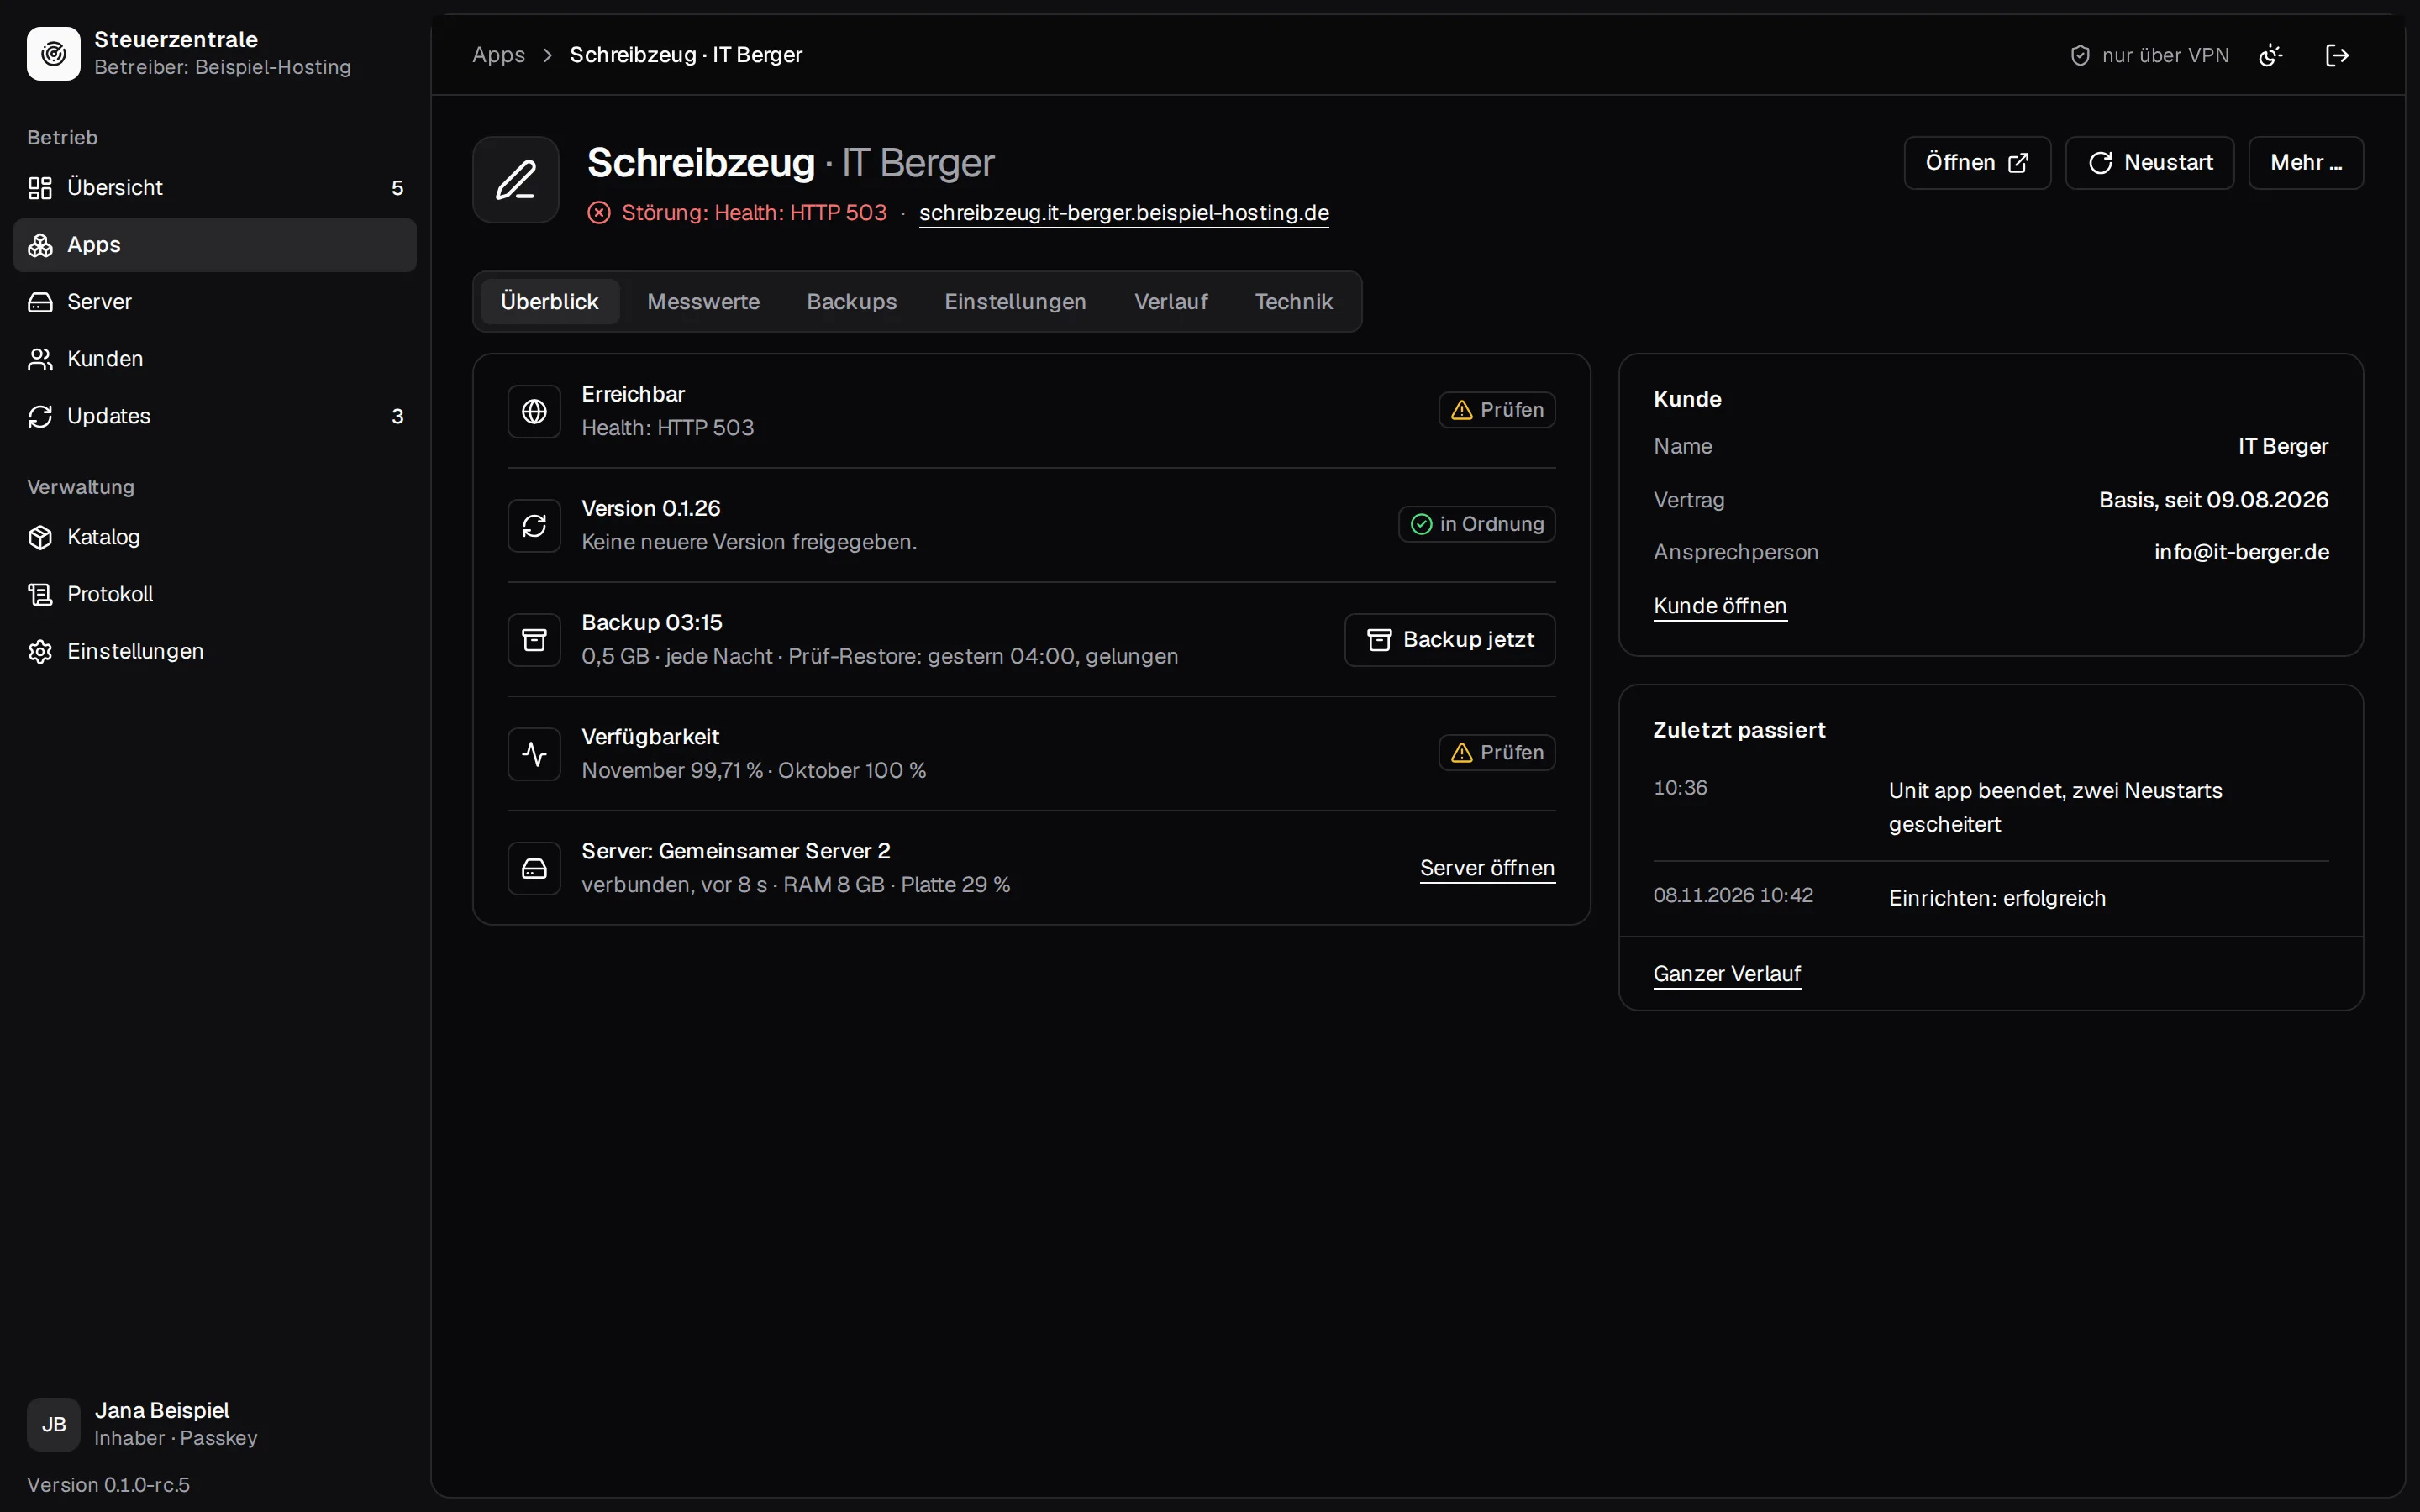 Steuerzentrale
Betreiber: Beispiel-Hosting
Betrieb
Übersicht 5
Apps
Server
Kunden
Updates 3
Verwaltung
Katalog
Protokoll
Einstellungen
JB
Jana Beispiel
Inhaber · Passkey
Version 0.1.0-rc.5
Apps > Schreibzeug · IT Berger
nur über VPN
Schreibzeug · IT Berger
Störung: Health: HTTP 503 · schreibzeug.it-berger.beispiel-hosting.de
Öffnen
Neustart
Mehr ...
Überblick Messwerte Backups Einstellungen Verlauf Technik
Erreichbar
Health: HTTP 503
Prüfen
Version 0.1.26
Keine neuere Version freigegeben.
in Ordnung
Backup 03:15
0,5 GB · jede Nacht · Prüf-Restore: gestern 04:00, gelungen
Backup jetzt
Verfügbarkeit
November 99,71 % · Oktober 100 %
Prüfen
Server: Gemeinsamer Server 2
verbunden, vor 8 s · RAM 8 GB · Platte 29 %
Server öffnen
Kunde
Name IT Berger
Vertrag Basis, seit 09.08.2026
Ansprechperson info@it-berger.de
Kunde öffnen
Zuletzt passiert
10:36 Unit app beendet, zwei Neustarts
gescheitert
08.11.2026 10:42 Einrichten: erfolgreich
Ganzer Verlauf